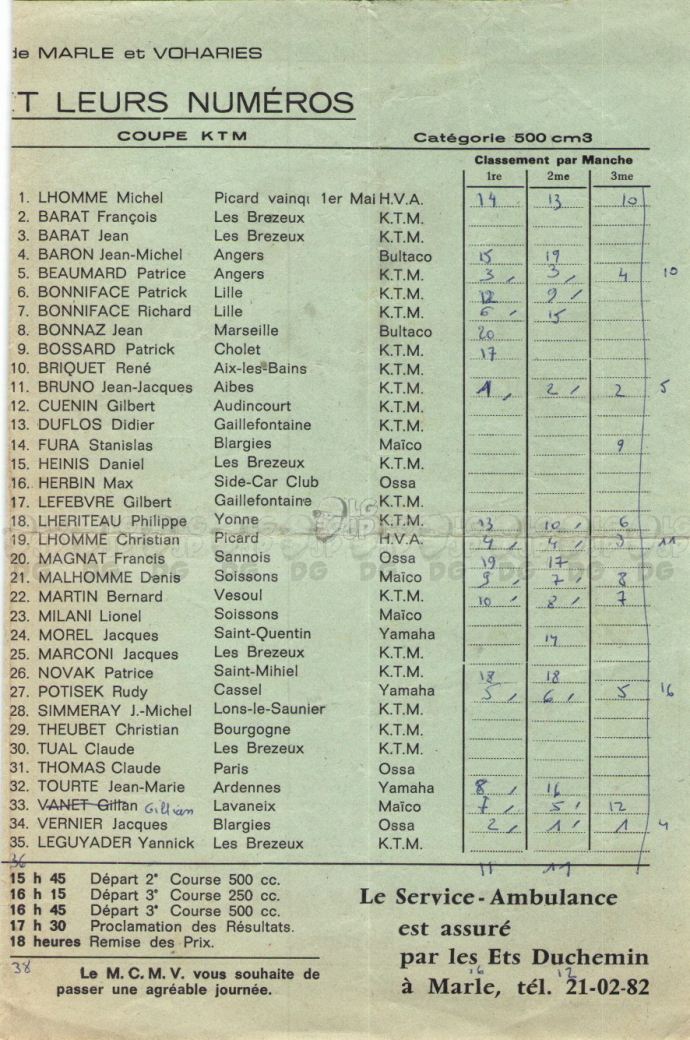 de MARLE et VOHARIES
T LEURS NUMÉROS
COUPE KTM Catégorie 500 cm3
Classement par Manche
1re 2me 3me
1. LHOMME Michel Picard vainqu 1er Mai H.V.A. 14 13 10
2. BARAT François Les Brezeux K.T.M.
3. BARAT Jean Les Brezeux K.T.M.
4. BARON Jean-Michel Angers Bultaco 15 19
5. BEAUMARD Patrice Angers K.T.M. 3 3 4 10
6. BONNIFACE Patrick Lille K.T.M. 12 9
7. BONNIFACE Richard Lille K.T.M. 6 15
8. BONNAZ Jean Marseille Bultaco 20
9. BOSSARD Patrick Cholet K.T.M. 17
10. BRIQUET René Aix-les-Bains K.T.M.
11. BRUNO Jean-Jacques Aibes K.T.M. 1 2 2 5
12. CUENIN Gilbert Audincourt K.T.M.
13. DUFLOS Didier Gaillefontaine K.T.M.
14. FURA Stanislas Blargies Maïco 9
15. HEINIS Daniel Les Brezeux K.T.M.
16. HERBIN Max Side-Car Club Ossa
17. LEFEBVRE Gilbert Gaillefontaine K.T.M.
18. LHERITEAU Philippe Yonne K.T.M. 13 10 6
19. LHOMME Christian Picard H.V.A. 4 4 3 11
20. MAGNAT Francis Sannois Ossa 19 17
21. MALHOMME Denis Soissons Maïco 9 7 8
22. MARTIN Bernard Vesoul K.T.M. 10 8 7
23. MILANI Lionel Soissons Maïco
24. MOREL Jacques Saint-Quentin Yamaha 14
25. MARCONI Jacques Les Brezeux K.T.M.
26. NOVAK Patrice Saint-Mihiel K.T.M. 18 18
27. POTISEK Rudy Cassel Yamaha 5 6 5 16
28. SIMMERAY J.-Michel Lons-le-Saunier K.T.M.
29. THEUBET Christian Bourgogne K.T.M.
30. TUAL Claude Les Brezeux K.T.M.
31. THOMAS Claude Paris Ossa
32. TOURTE Jean-Marie Ardennes Yamaha 8 16
33. VANET Gillan Gillian Lavaneix Maïco 7 5 12
34. VERNIER Jacques Blargies Ossa 2 1 1 4
35. LEGUYADER Yannick Les Brezeux K.T.M.
36 11 11
15 h 45 Départ 2e Course 500 cc.
16 h 15 Départ 3e Course 250 cc.
16 h 45 Départ 3e Course 500 cc.
17 h 30 Proclamation des Résultats.
18 heures Remise des Prix.
38
Le M. C. M. V. vous souhaite de
passer une agréable journée.
Le Service-Ambulance
est assuré
par les Ets Duchemin
16 12
à Marle, tél. 21-02-82